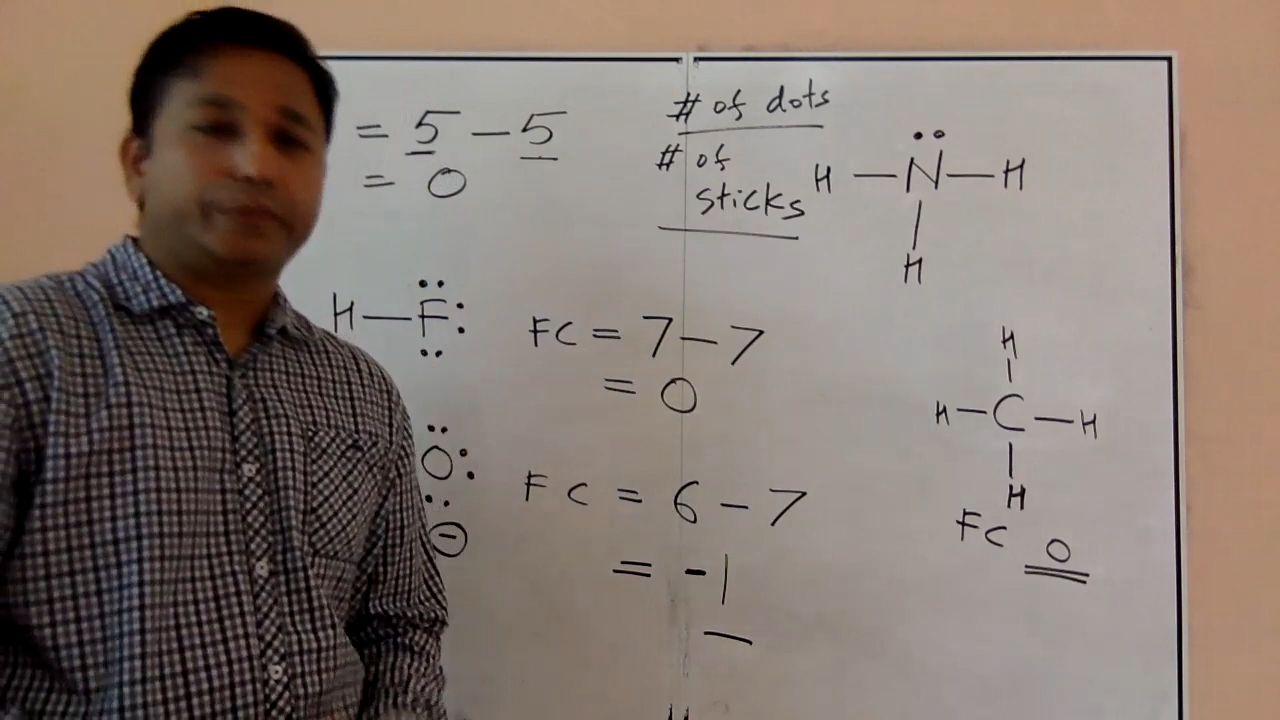 = 5 - 5
= 0
# of dots
# of
sticks
H - N - H
H
H - F
FC = 7 - 7
= 0
H
H - C - H
H
FC 0
O
⊖
FC = 6 - 7
= -1